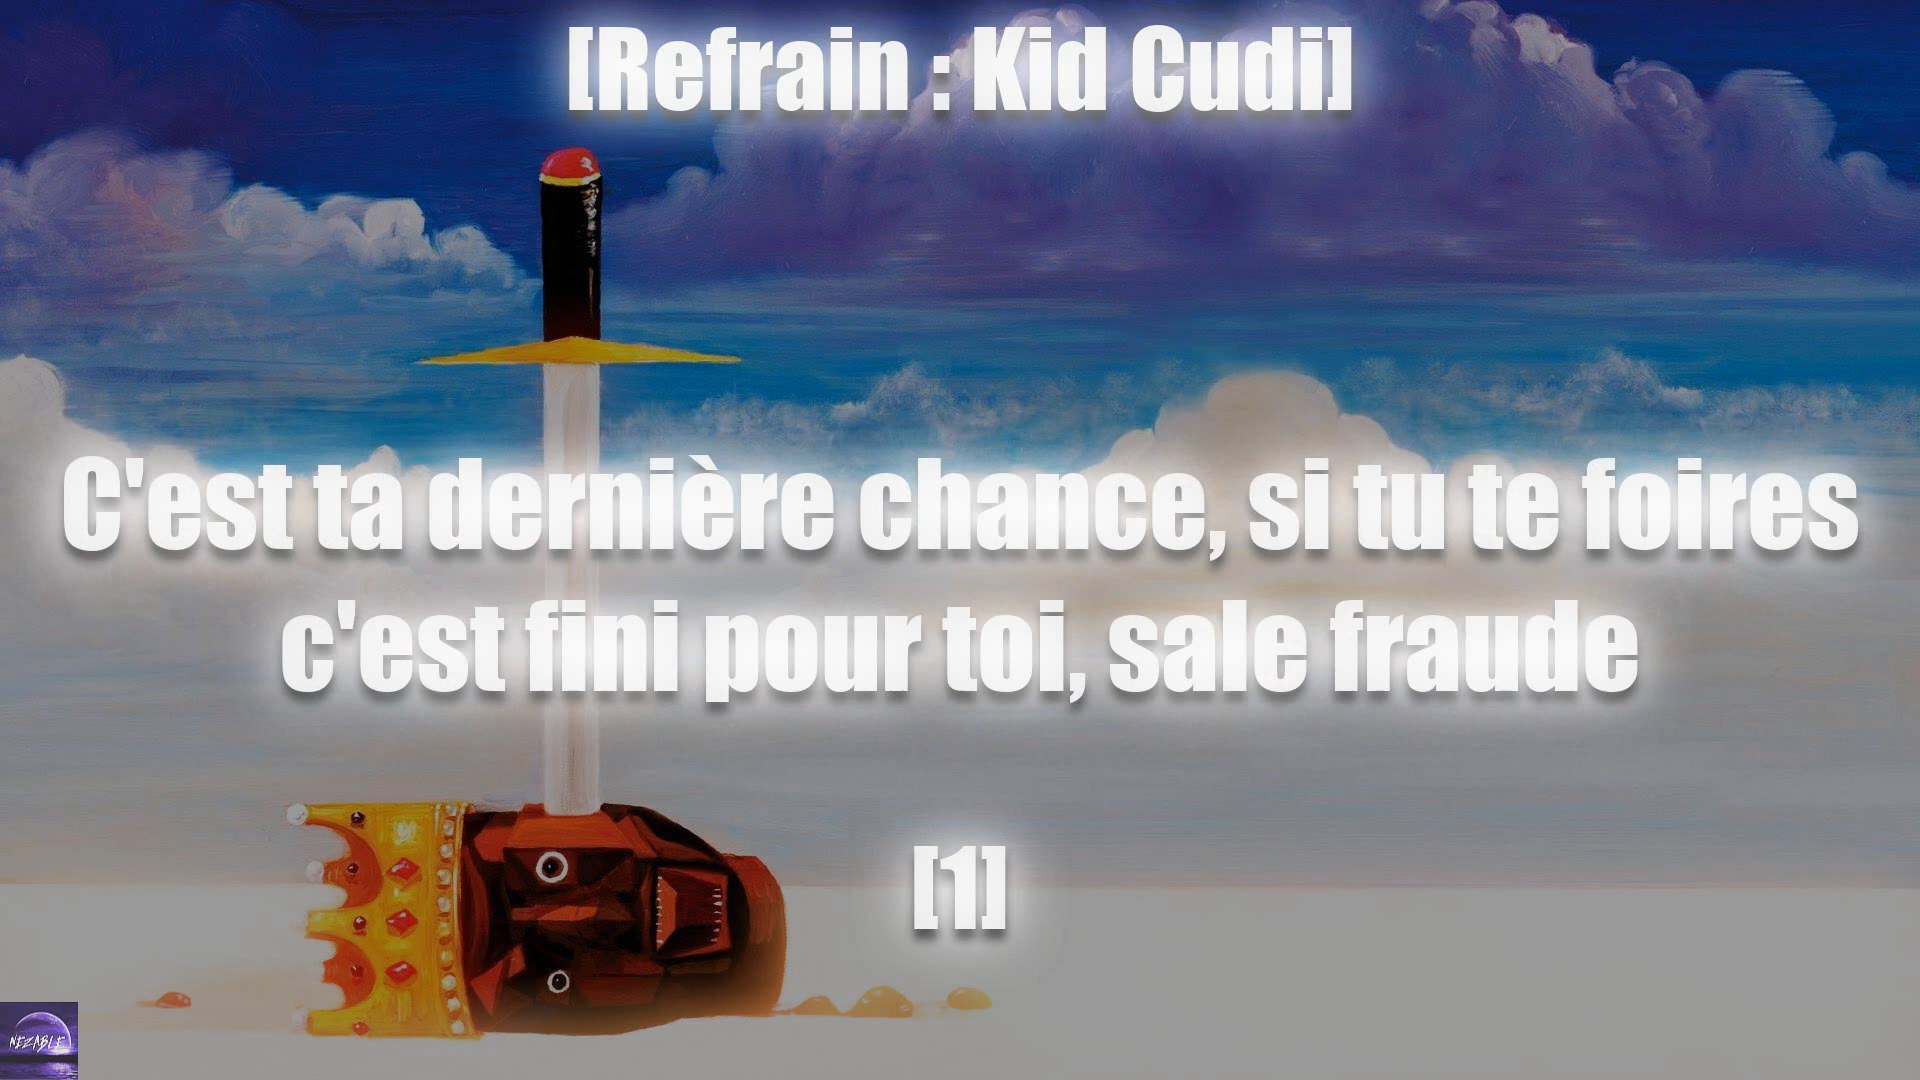 [Refrain : Kid Cudi]
C'est ta dernière chance, si tu te foires
c'est fini pour toi, sale fraude
[1]
NEZABLE